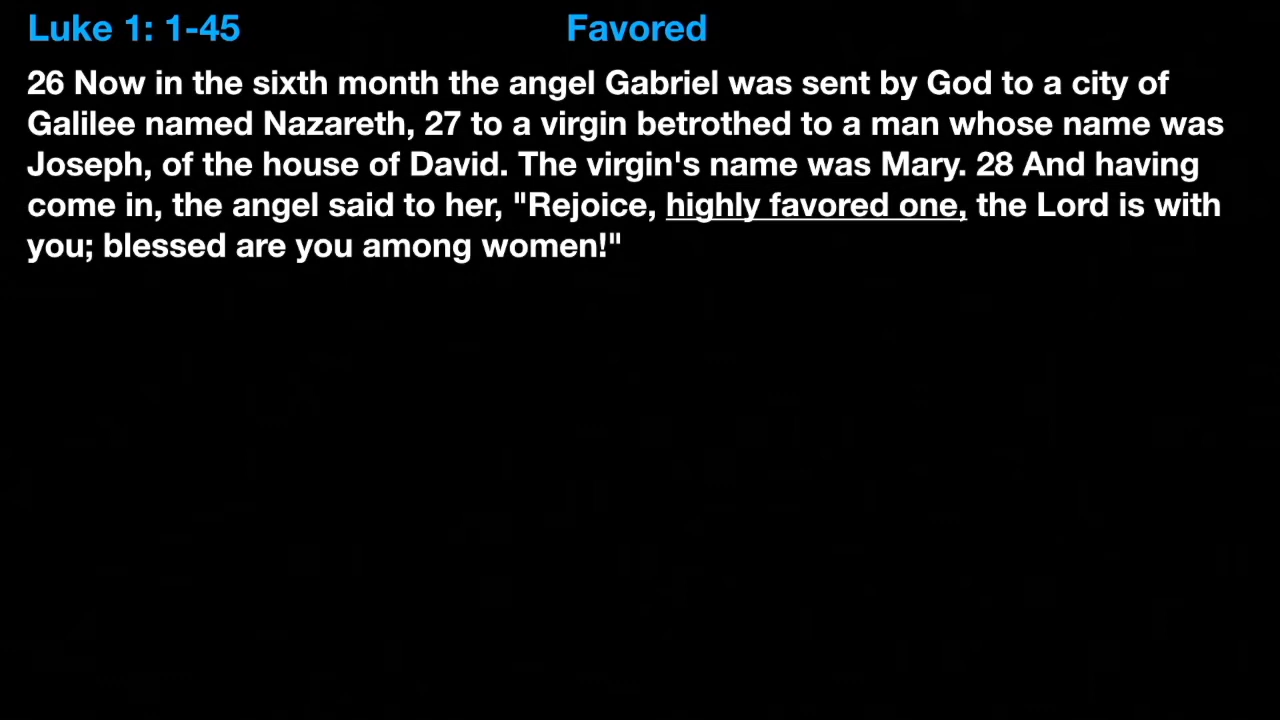 Luke 1: 1-45 Favored
26 Now in the sixth month the angel Gabriel was sent by God to a city of
Galilee named Nazareth, 27 to a virgin betrothed to a man whose name was
Joseph, of the house of David. The virgin's name was Mary. 28 And having
come in, the angel said to her, "Rejoice, highly favored one, the Lord is with
you; blessed are you among women!"